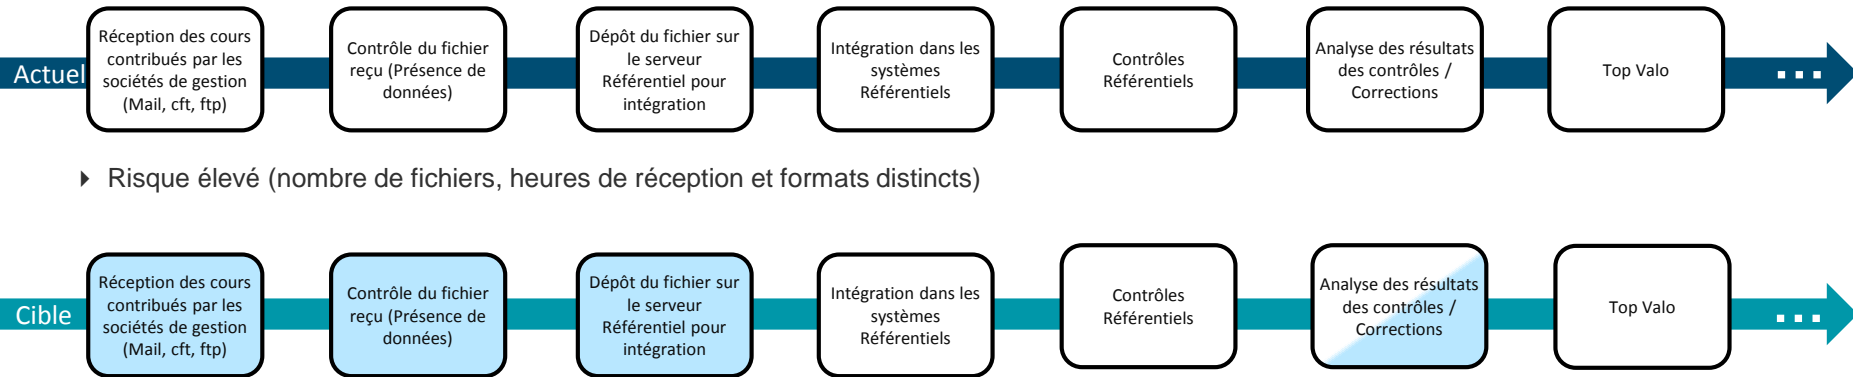 Actuel
Réception des cours
contribués par les
sociétés de gestion
(Mail, cft, ftp)
Contrôle du fichier
reçu (Présence de
données)
Dépôt du fichier sur
le serveur
Référentiel pour
intégration
Intégration dans les
systèmes
Référentiels
Contrôles
Référentiels
Analyse des résultats
des contrôles /
Corrections
Top Valo
...
Risque élevé (nombre de fichiers, heures de réception et formats distincts)
Cible
Réception des cours
contribués par les
sociétés de gestion
(Mail, cft, ftp)
Contrôle du fichier
reçu (Présence de
données)
Dépôt du fichier sur
le serveur
Référentiel pour
intégration
Intégration dans les
systèmes
Référentiels
Contrôles
Référentiels
Analyse des résultats
des contrôles /
Corrections
Top Valo
...